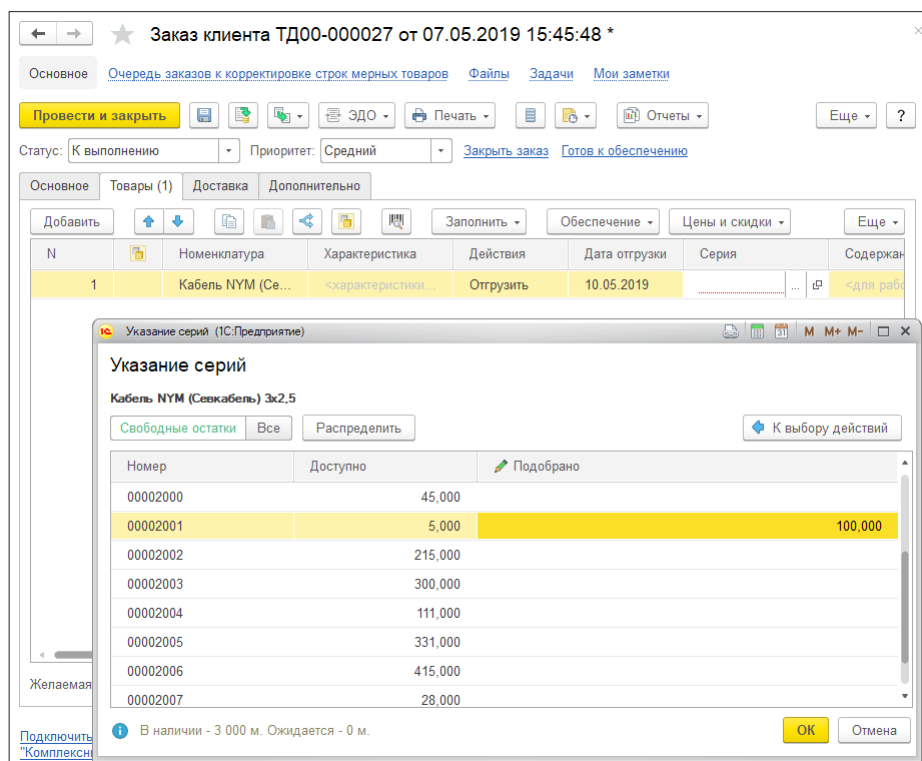 Заказ клиента ТД00-000027 от 07.05.2019 15:45:48 *
Основное Очередь заказов к корректировке строк мерных товаров Файлы Задачи Мои заметки
Провести и закрыть ЭДО Печать Отчеты Еще ?
Статус: К выполнению Приоритет: Средний Закрыть заказ Готов к обеспечению
Основное Товары (1) Доставка Дополнительно
Добавить Заполнить Обеспечение Цены и скидки Еще
N Номенклатура Характеристика Действия Дата отгрузки Серия Содержан
1 Кабель NYM (Се... <характеристики... Отгрузить 10.05.2019 ... <для рабо
Указание серий (1С:Предприятие) 31 M M+ M-
Указание серий
Кабель NYM (Севкабель) 3х2,5
Свободные остатки Все Распределить К выбору действий
Номер Доступно Подобрано
00002000 45,000
00002001 5,000 100,000
00002002 215,000
00002003 300,000
00002004 111,000
00002005 331,000
00002006 415,000
00002007 28,000
Желаемая
В наличии - 3 000 м. Ожидается - 0 м. ОК Отмена
Подключить
"Комплексн